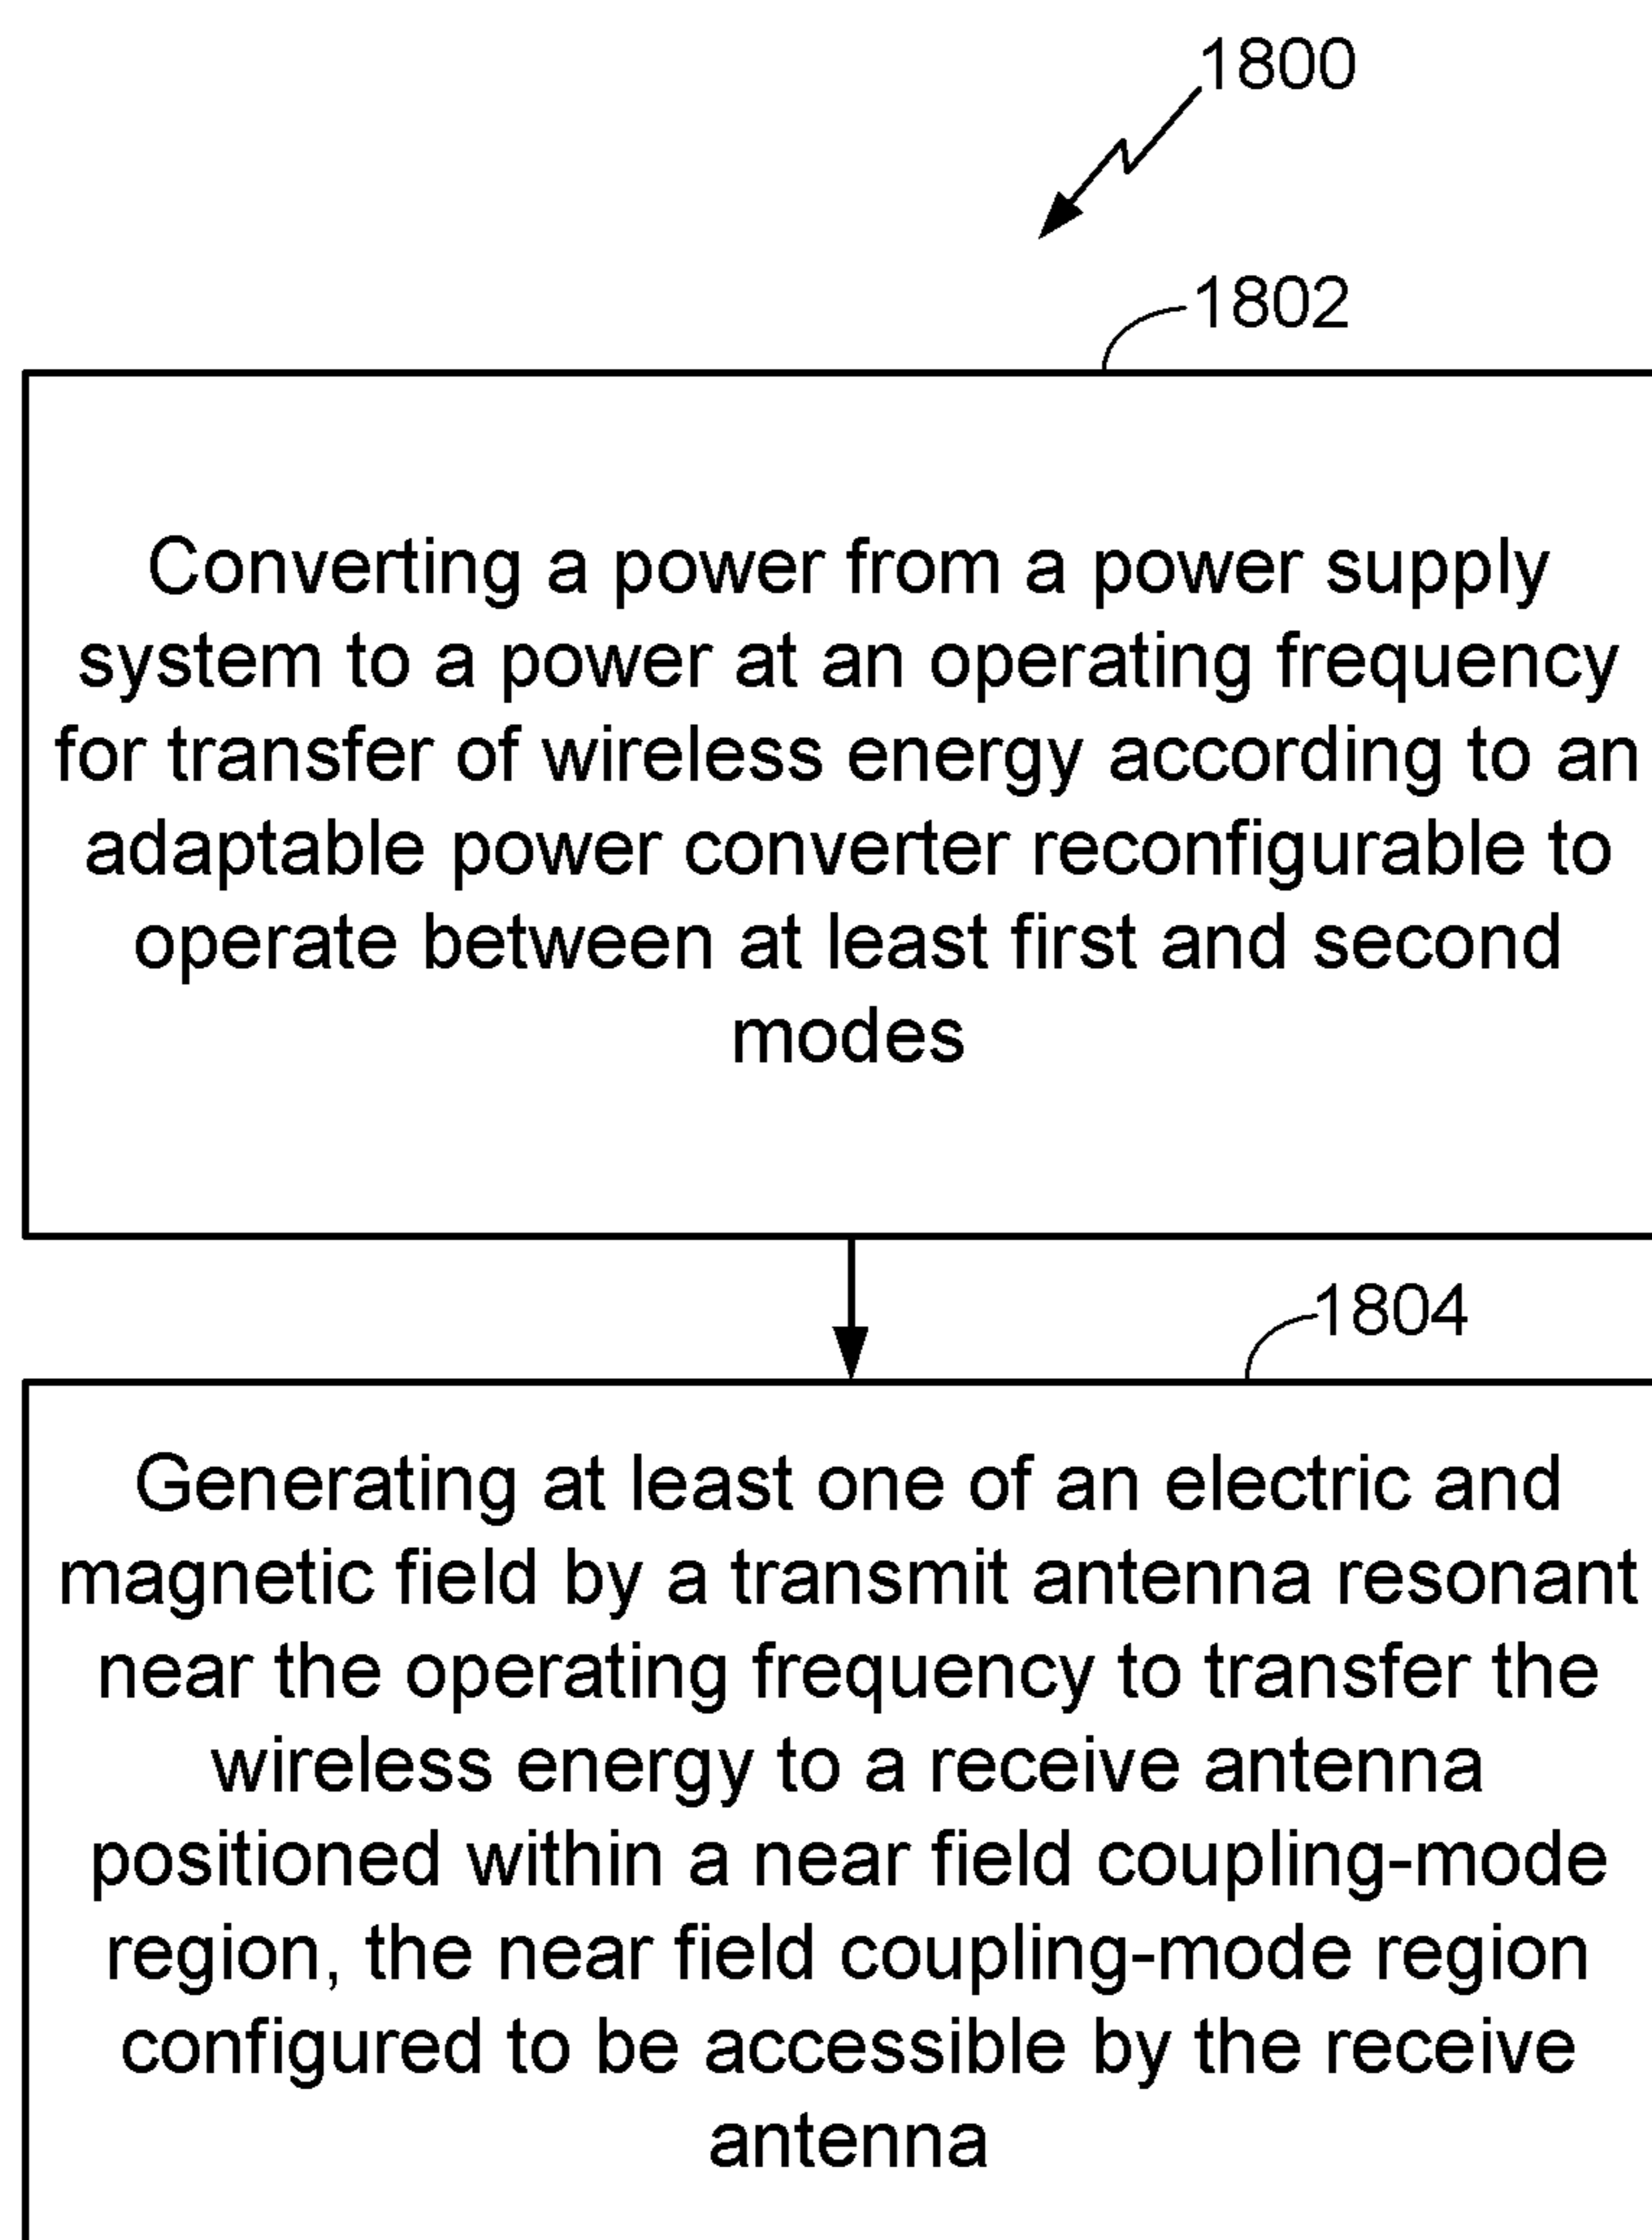 1800
1802
Converting a power from a power supply
system to a power at an operating frequency
for transfer of wireless energy according to an
adaptable power converter reconfigurable to
operate between at least first and second
modes
1804
Generating at least one of an electric and
magnetic field by a transmit antenna resonant
near the operating frequency to transfer the
wireless energy to a receive antenna
positioned within a near field coupling-mode
region, the near field coupling-mode region
configured to be accessible by the receive
antenna